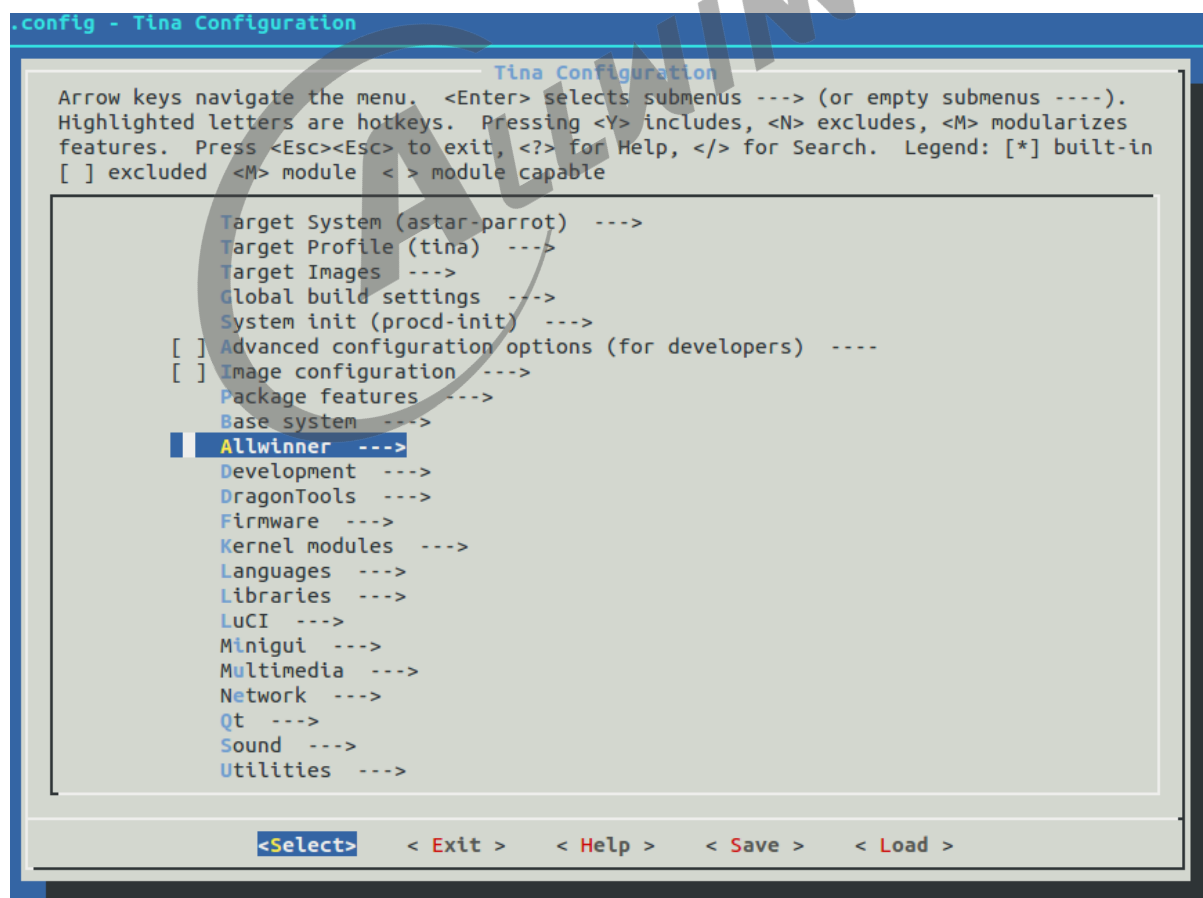 .config - Tina Configuration
Tina Configuration
Arrow keys navigate the menu.  <Enter> selects submenus ---> (or empty submenus ----).
Highlighted letters are hotkeys.  Pressing <Y> includes, <N> excludes, <M> modularizes
features.  Press <Esc><Esc> to exit, <?> for Help, </> for Search.  Legend: [*] built-in
[ ] excluded  <M> module  < > module capable
Target System (astar-parrot)  --->
Target Profile (tina)  --->
Target Images  --->
Global build settings  --->
System init (procd-init)  --->
[ ] Advanced configuration options (for developers)  ----
[ ] Image configuration  --->
Package features  --->
Base system  --->
Allwinner  --->
Development  --->
DragonTools  --->
Firmware  --->
Kernel modules  --->
Languages  --->
Libraries  --->
LuCI  --->
Minigui  --->
Multimedia  --->
Network  --->
Qt  --->
Sound  --->
Utilities  --->
<Select>    < Exit >    < Help >    < Save >    < Load >